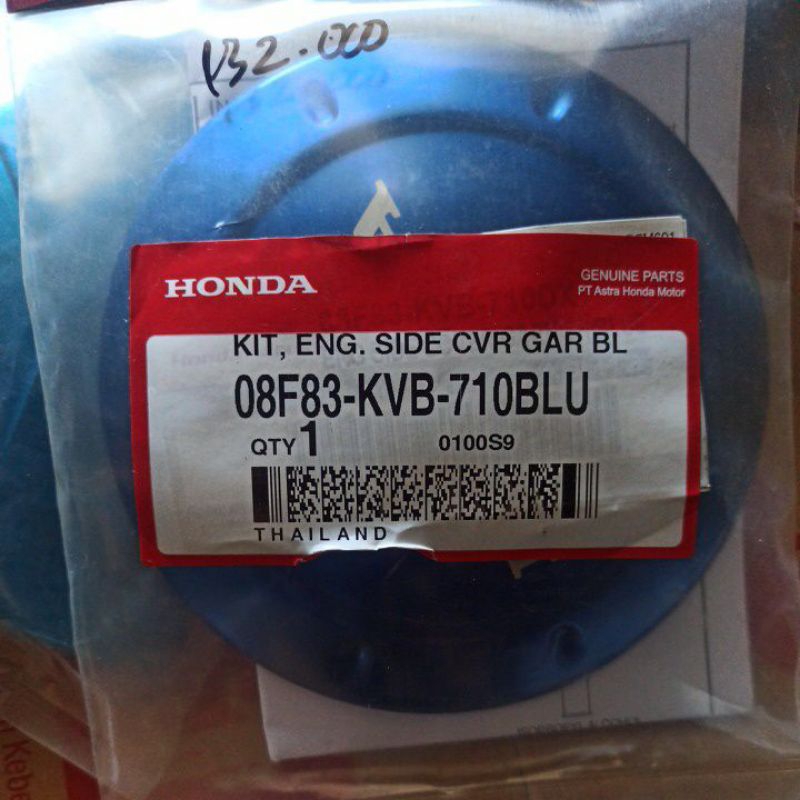 132.000
HONDA
GENUINE PARTS
PT Astra Honda Motor
KIT, ENG. SIDE CVR GAR BL
08F83-KVB-710BLU
QTY 1
0100S9
THAILAND